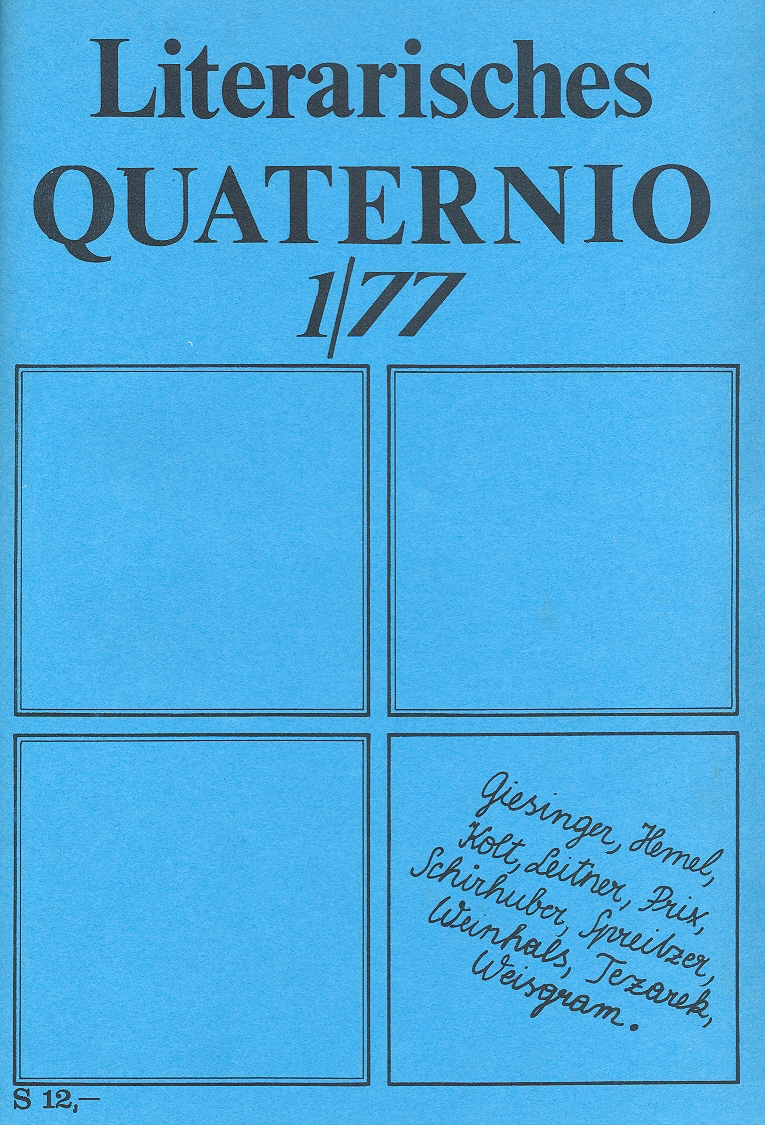 Literarisches
QUATERNIO
1/77
Giesinger, Hemel,
Kolt, Leitner, Prix,
Schirhuber, Spreitzer,
Weinhals, Tezarek,
Weisgram.
S 12,—